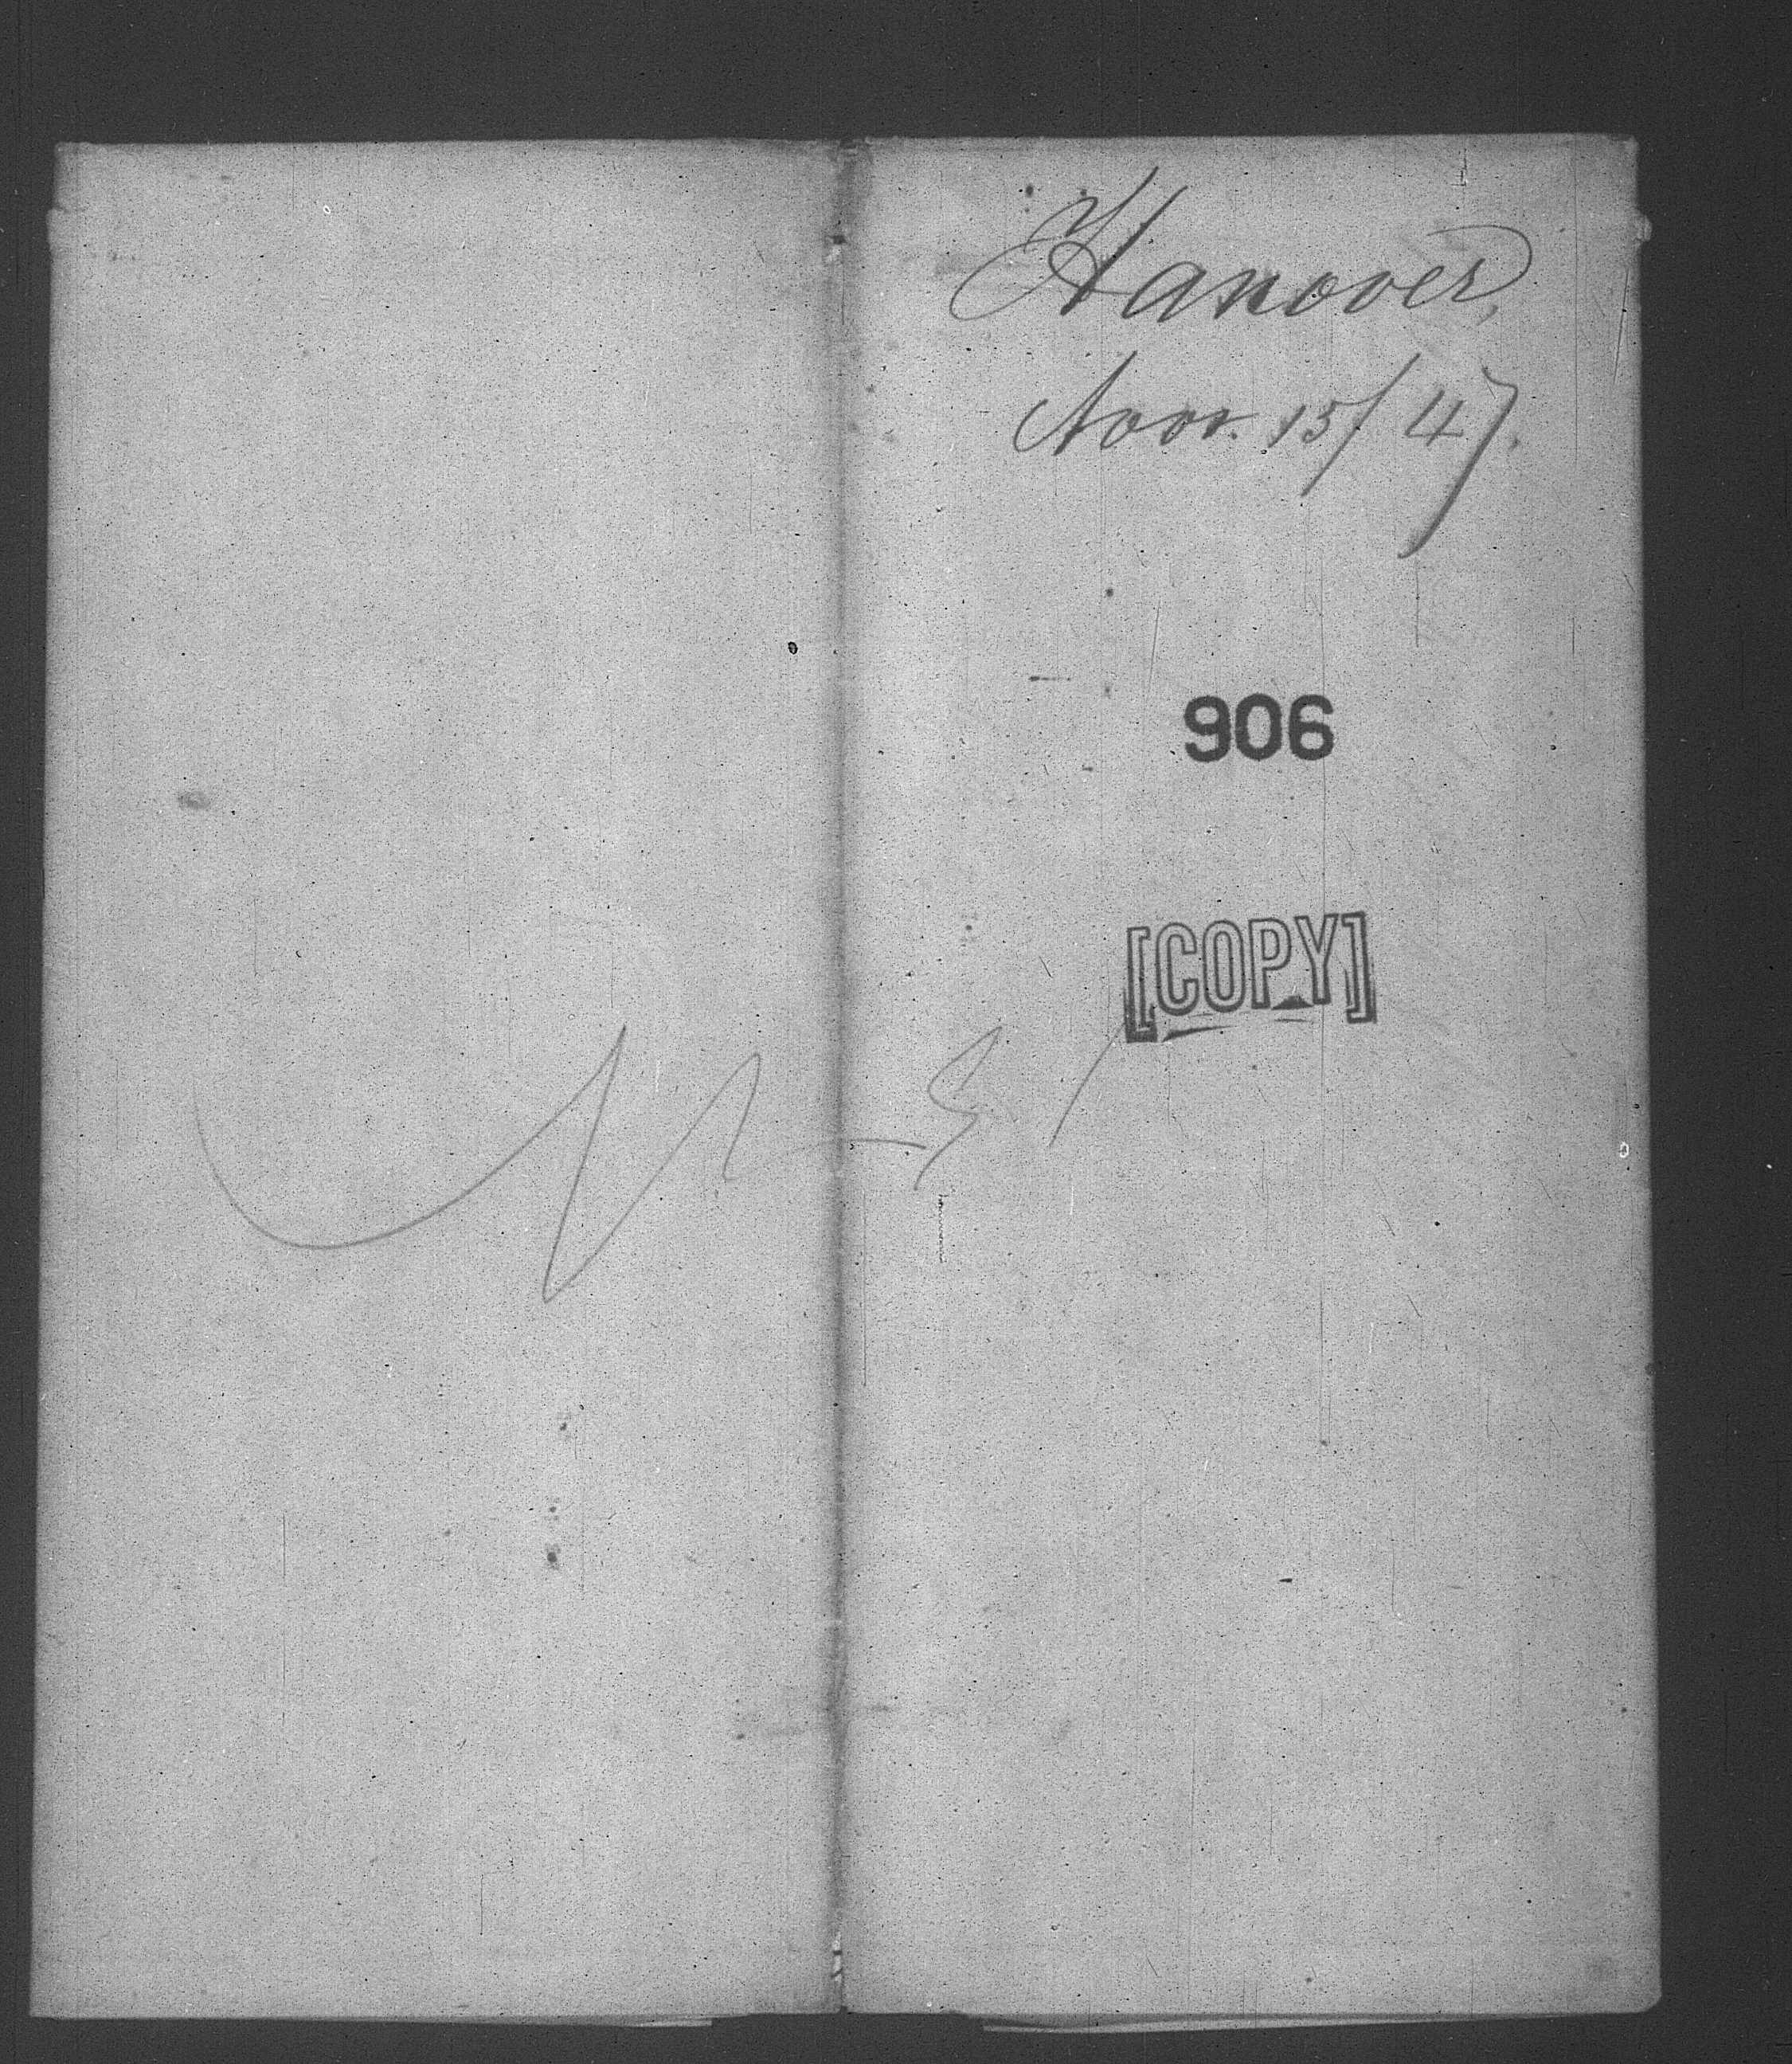 Hanover,
Nov. 15/47.
906
[COPY]